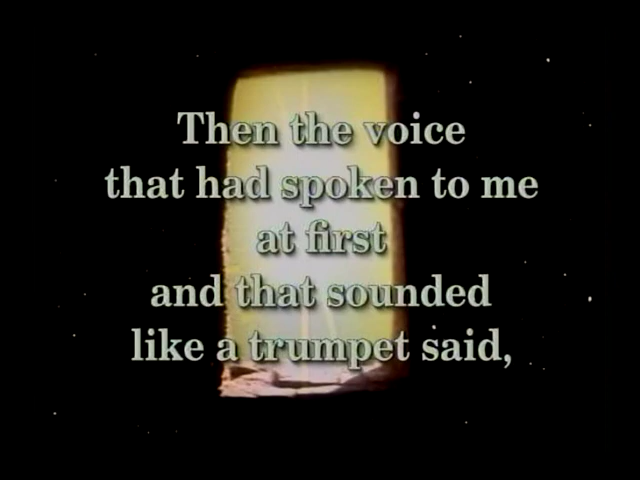 Then the voice
that had spoken to me
at first
and that sounded
like a trumpet said,